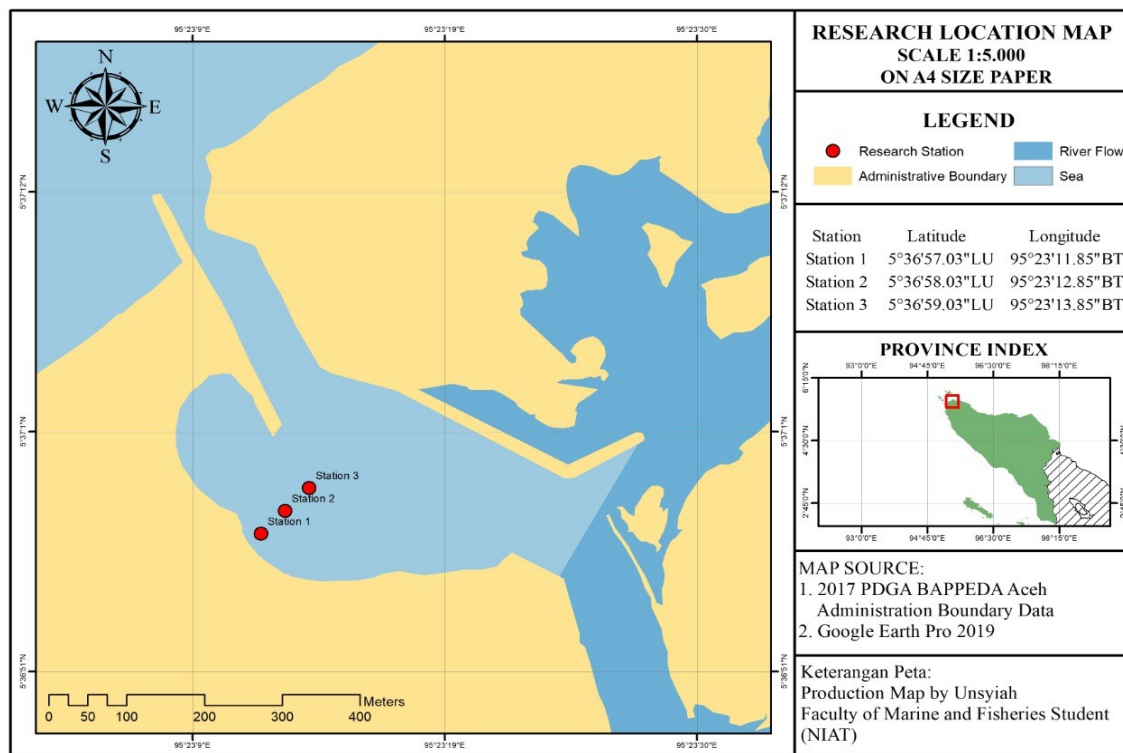 95°23'9"E 95°23'19"E 95°23'30"E
N
W E
S
5°37'12"N 5°37'12"N
5°37'1"N 5°37'1"N
5°36'51"N 5°36'51"N
Station 3
Station 2
Station 1
Meters
0 50 100 200 300 400
95°23'9"E 95°23'19"E 95°23'30"E
RESEARCH LOCATION MAP
SCALE 1:5.000
ON A4 SIZE PAPER
LEGEND
Research Station River Flow
Administrative Boundary Sea
Station Latitude Longitude
Station 1 5°36'57.03"LU 95°23'11.85"BT
Station 2 5°36'58.03"LU 95°23'12.85"BT
Station 3 5°36'59.03"LU 95°23'13.85"BT
PROVINCE INDEX
93°0'0"E 94°45'0"E 96°30'0"E 98°15'0"E
6°15'0"N
4°30'0"N
2°45'0"N
93°0'0"E 94°45'0"E 96°30'0"E 98°15'0"E
MAP SOURCE:
1. 2017 PDGA BAPPEDA Aceh
Administration Boundary Data
2. Google Earth Pro 2019
Keterangan Peta:
Production Map by Unsyiah
Faculty of Marine and Fisheries Student
(NIAT)